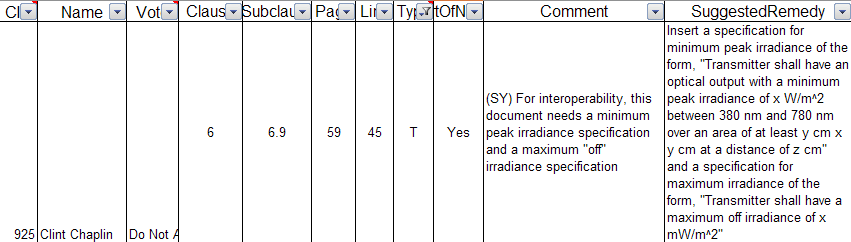 Cl Name Vot Claus Subclau Pag Lin Typ rtOfN Comment SuggestedRemedy
Insert a specification for
minimum peak irradiance of the
form, "Transmitter shall have an
optical output with a minimum
(SY) For interoperability, this
peak irradiance of x W/m^2
document needs a minimum
between 380 nm and 780 nm
6 6.9 59 45 T Yes
peak irradiance specification
over an area of at least y cm x
and a maximum "off"
y cm at a distance of z cm"
irradiance specification
and a specification for
maximum irradiance of the
form, "Transmitter shall have a
maximum off irradiance of x
925 Clint Chaplin Do Not A
mW/m^2"